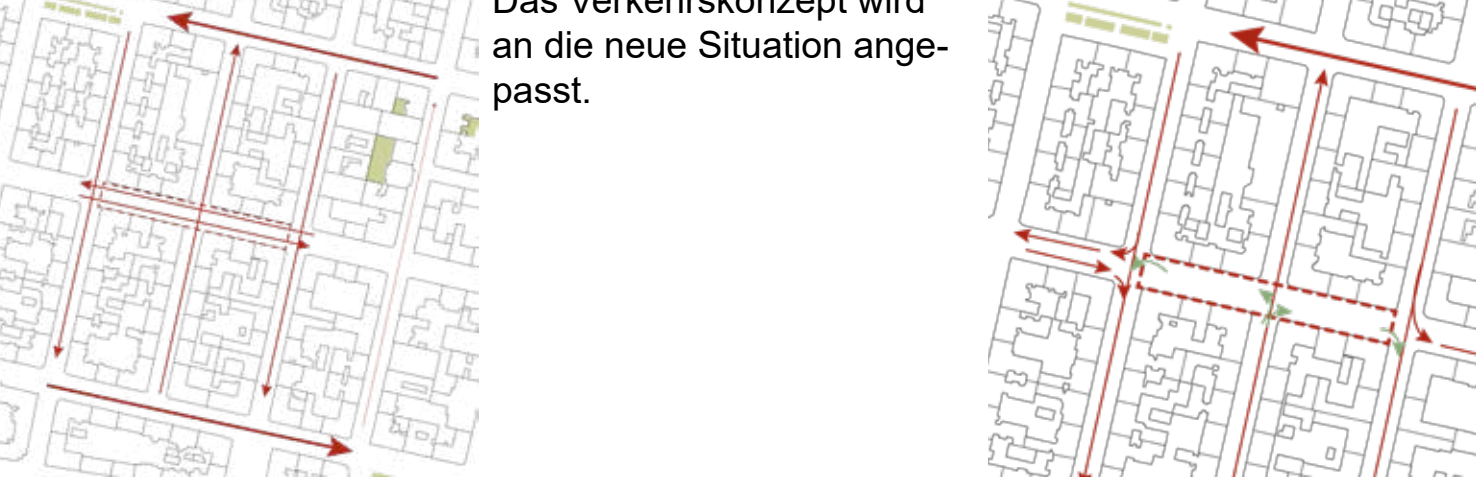 Das Verkehrskonzept wird
an die neue Situation ange-
passt.